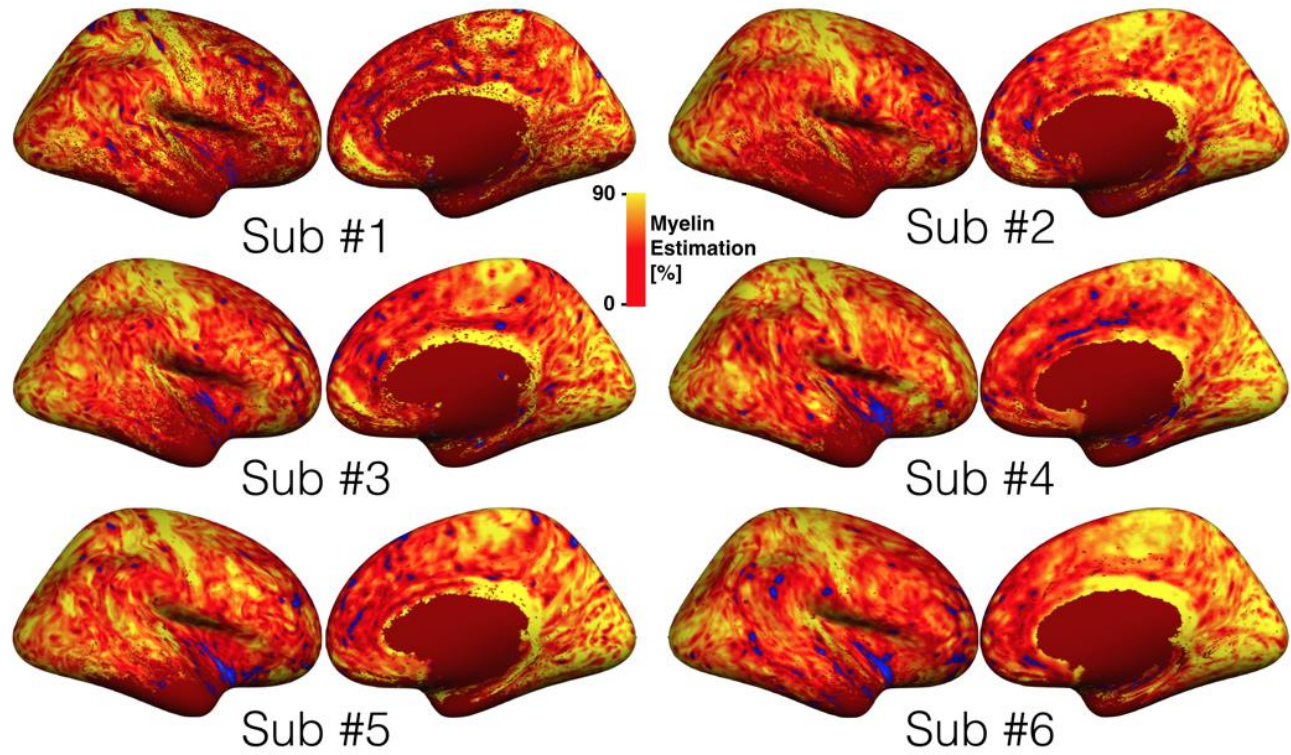 Sub #1
Sub #2
90
Myelin
Estimation
[%]
0
Sub #3
Sub #4
Sub #5
Sub #6